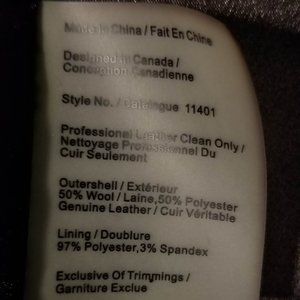 Made in China / Fait En Chine
Designed in Canada /
Conception Canadienne
Style No. / Catalogue 11401
Professional Leather Clean Only /
Nettoyage Professionnel Du
Cuir Seulement
Outershell / Extérieur
50% Wool / Laine,50% Polyester
Genuine Leather / Cuir Véritable
Lining / Doublure
97% Polyester,3% Spandex
Exclusive Of Trimmings /
Garniture Exclue